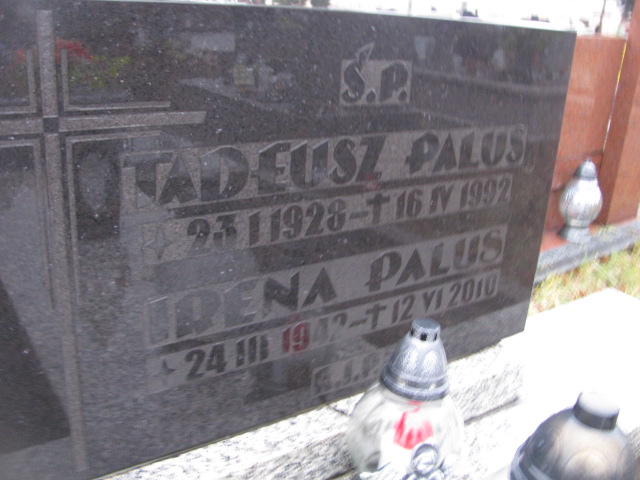 Ś.P.
TADEUSZ PALUS
23 I 1928 - † 16 IV 1992
IRENA PALUS
24 III 1942 - † 12 VI 2010